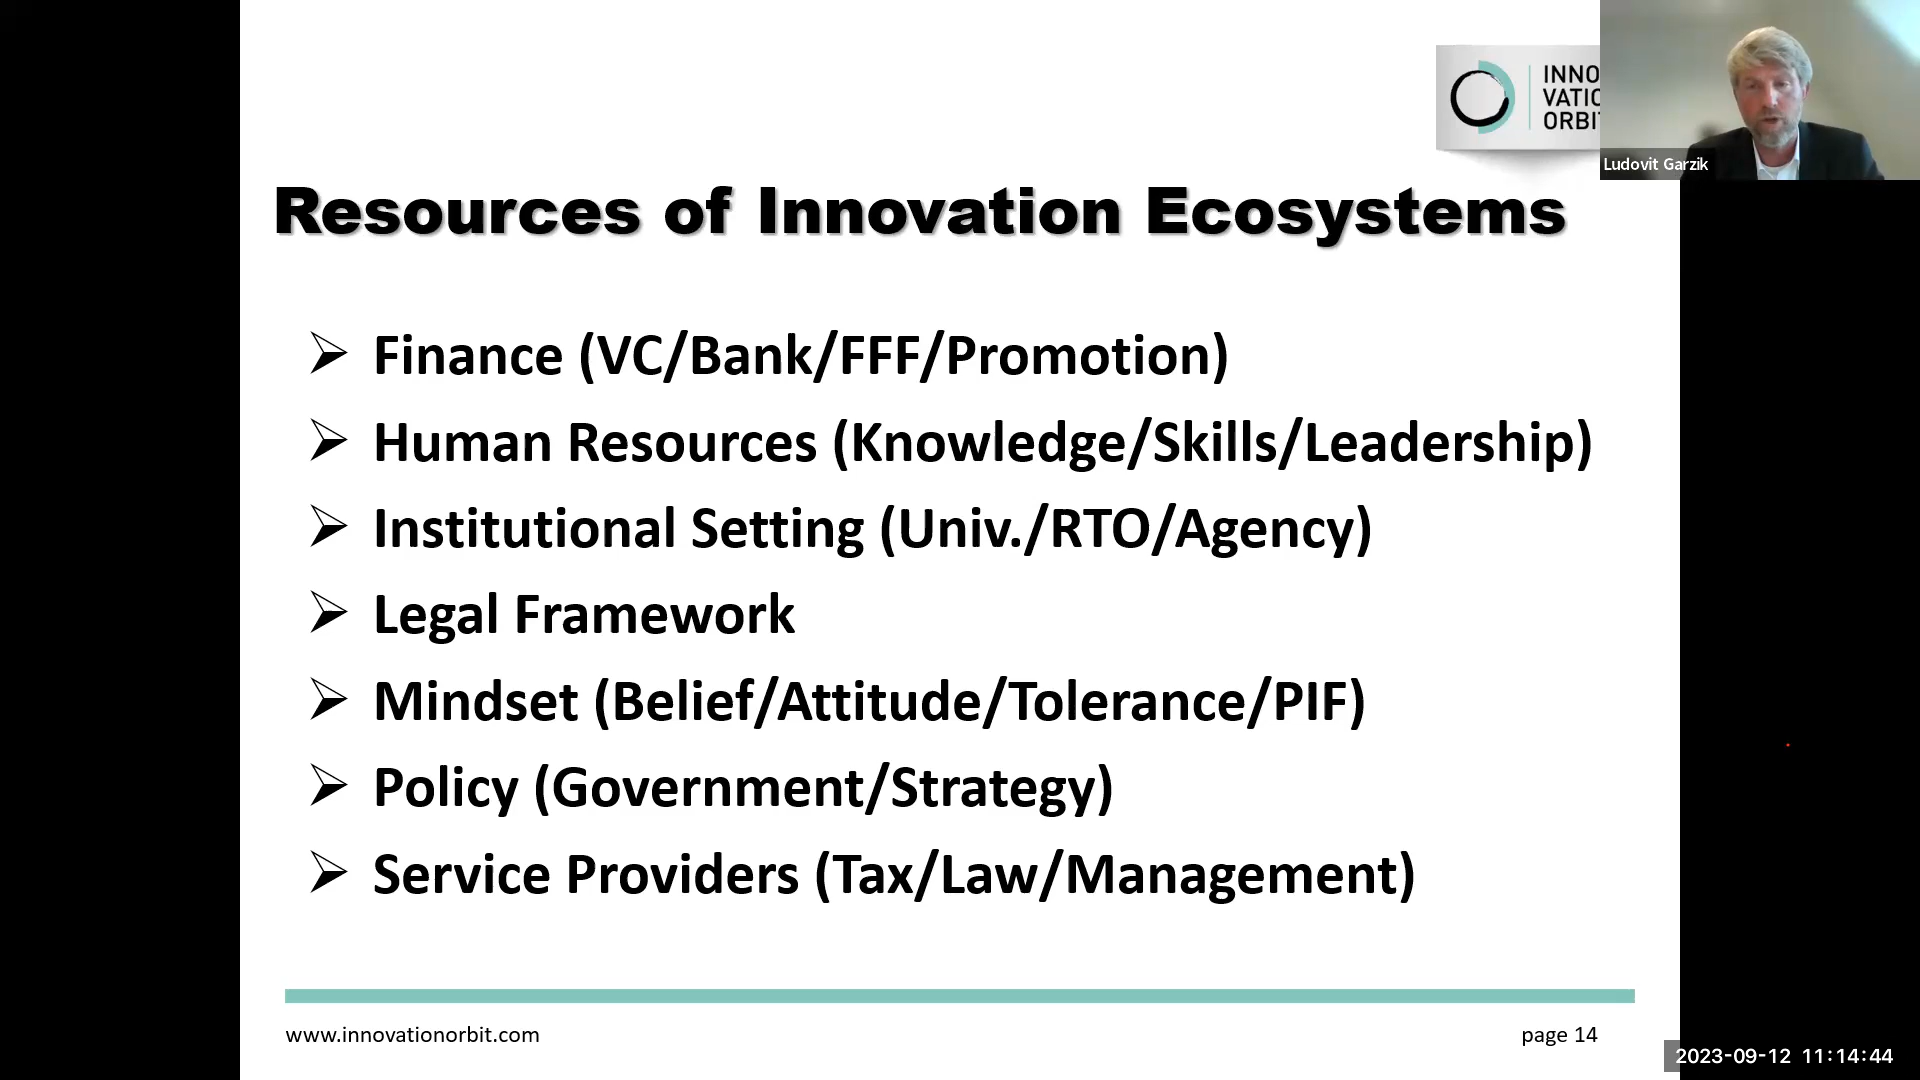 INNO
VATIO
ORBIT
Ludovit Garzik
Resources of Innovation Ecosystems
Finance (VC/Bank/FFF/Promotion)
Human Resources (Knowledge/Skills/Leadership)
Institutional Setting (Univ./RTO/Agency)
Legal Framework
Mindset (Belief/Attitude/Tolerance/PIF)
Policy (Government/Strategy)
Service Providers (Tax/Law/Management)
www.innovationorbit.com
page 14
2023-09-12 11:14:44